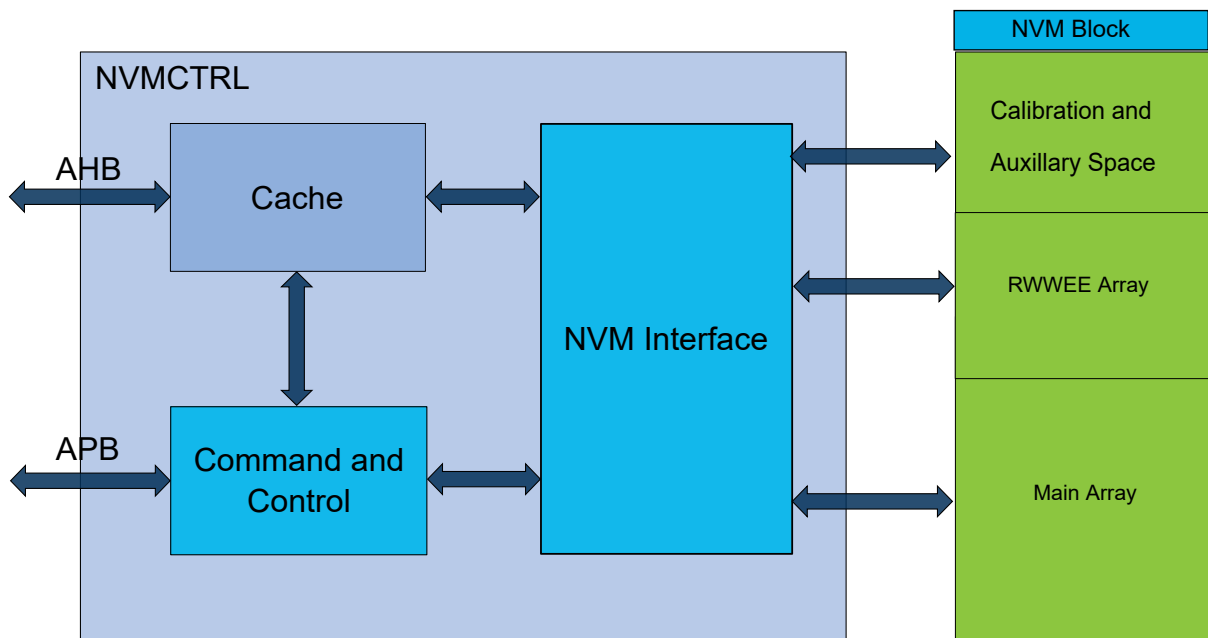 NVM Block
NVMCTRL
Calibration and
Auxillary Space
AHB
Cache
RWWEE Array
NVM Interface
APB
Command and
Control
Main Array